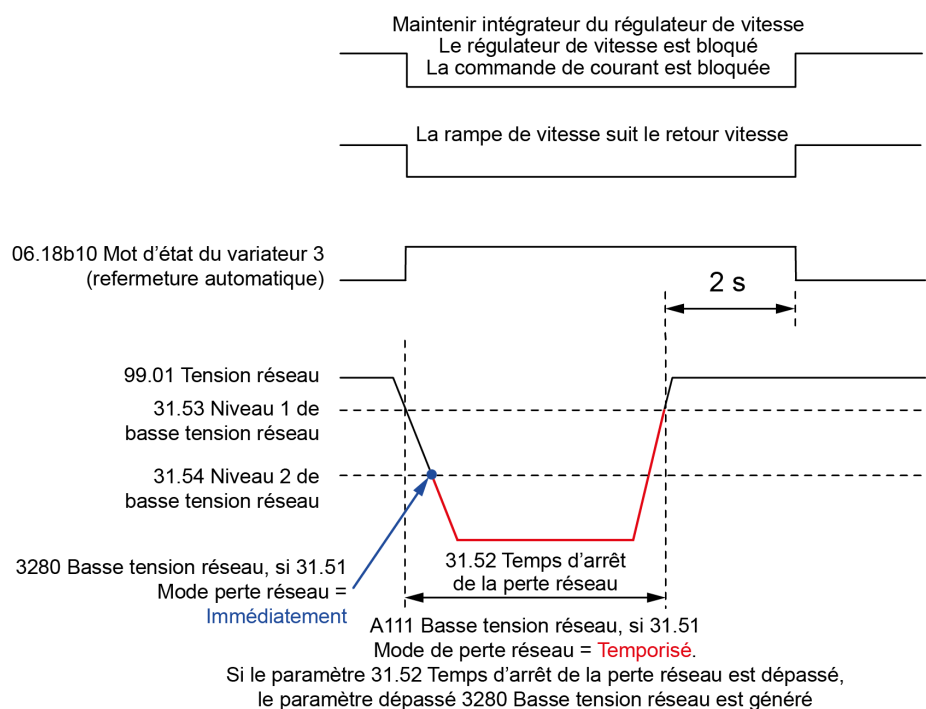 Maintenir intégrateur du régulateur de vitesse
Le régulateur de vitesse est bloqué
La commande de courant est bloquée
La rampe de vitesse suit le retour vitesse
06.18b10 Mot d’état du variateur 3
(refermeture automatique)
2 s
99.01 Tension réseau
31.53 Niveau 1 de
basse tension réseau
31.54 Niveau 2 de
basse tension réseau
3280 Basse tension réseau, si 31.51
Mode perte réseau =
Immédiatement
31.52 Temps d’arrêt
de la perte réseau
A111 Basse tension réseau, si 31.51
Mode de perte réseau = Temporisé.
Si le paramètre 31.52 Temps d’arrêt de la perte réseau est dépassé,
le paramètre dépassé 3280 Basse tension réseau est généré